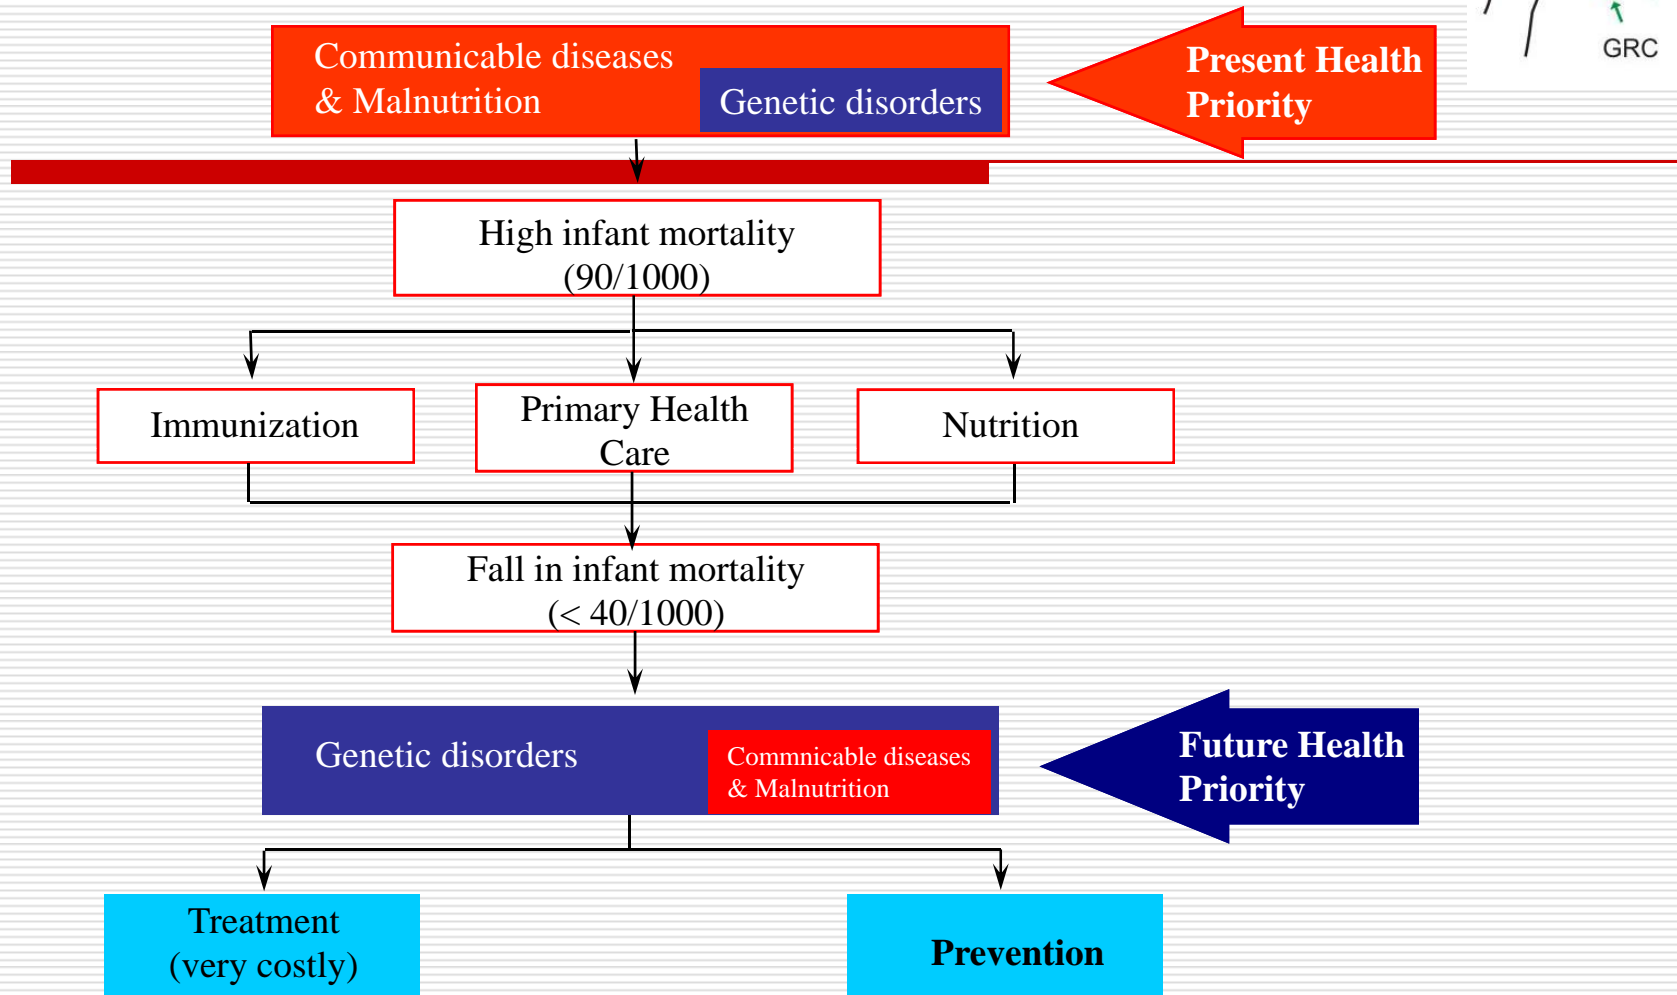 GRC
Communicable diseases
& Malnutrition
Genetic disorders
Present Health
Priority
High infant mortality
(90/1000)
Immunization
Primary Health
Care
Nutrition
Fall in infant mortality
(< 40/1000)
Genetic disorders
Commnicable diseases
& Malnutrition
Future Health
Priority
Treatment
(very costly)
Prevention